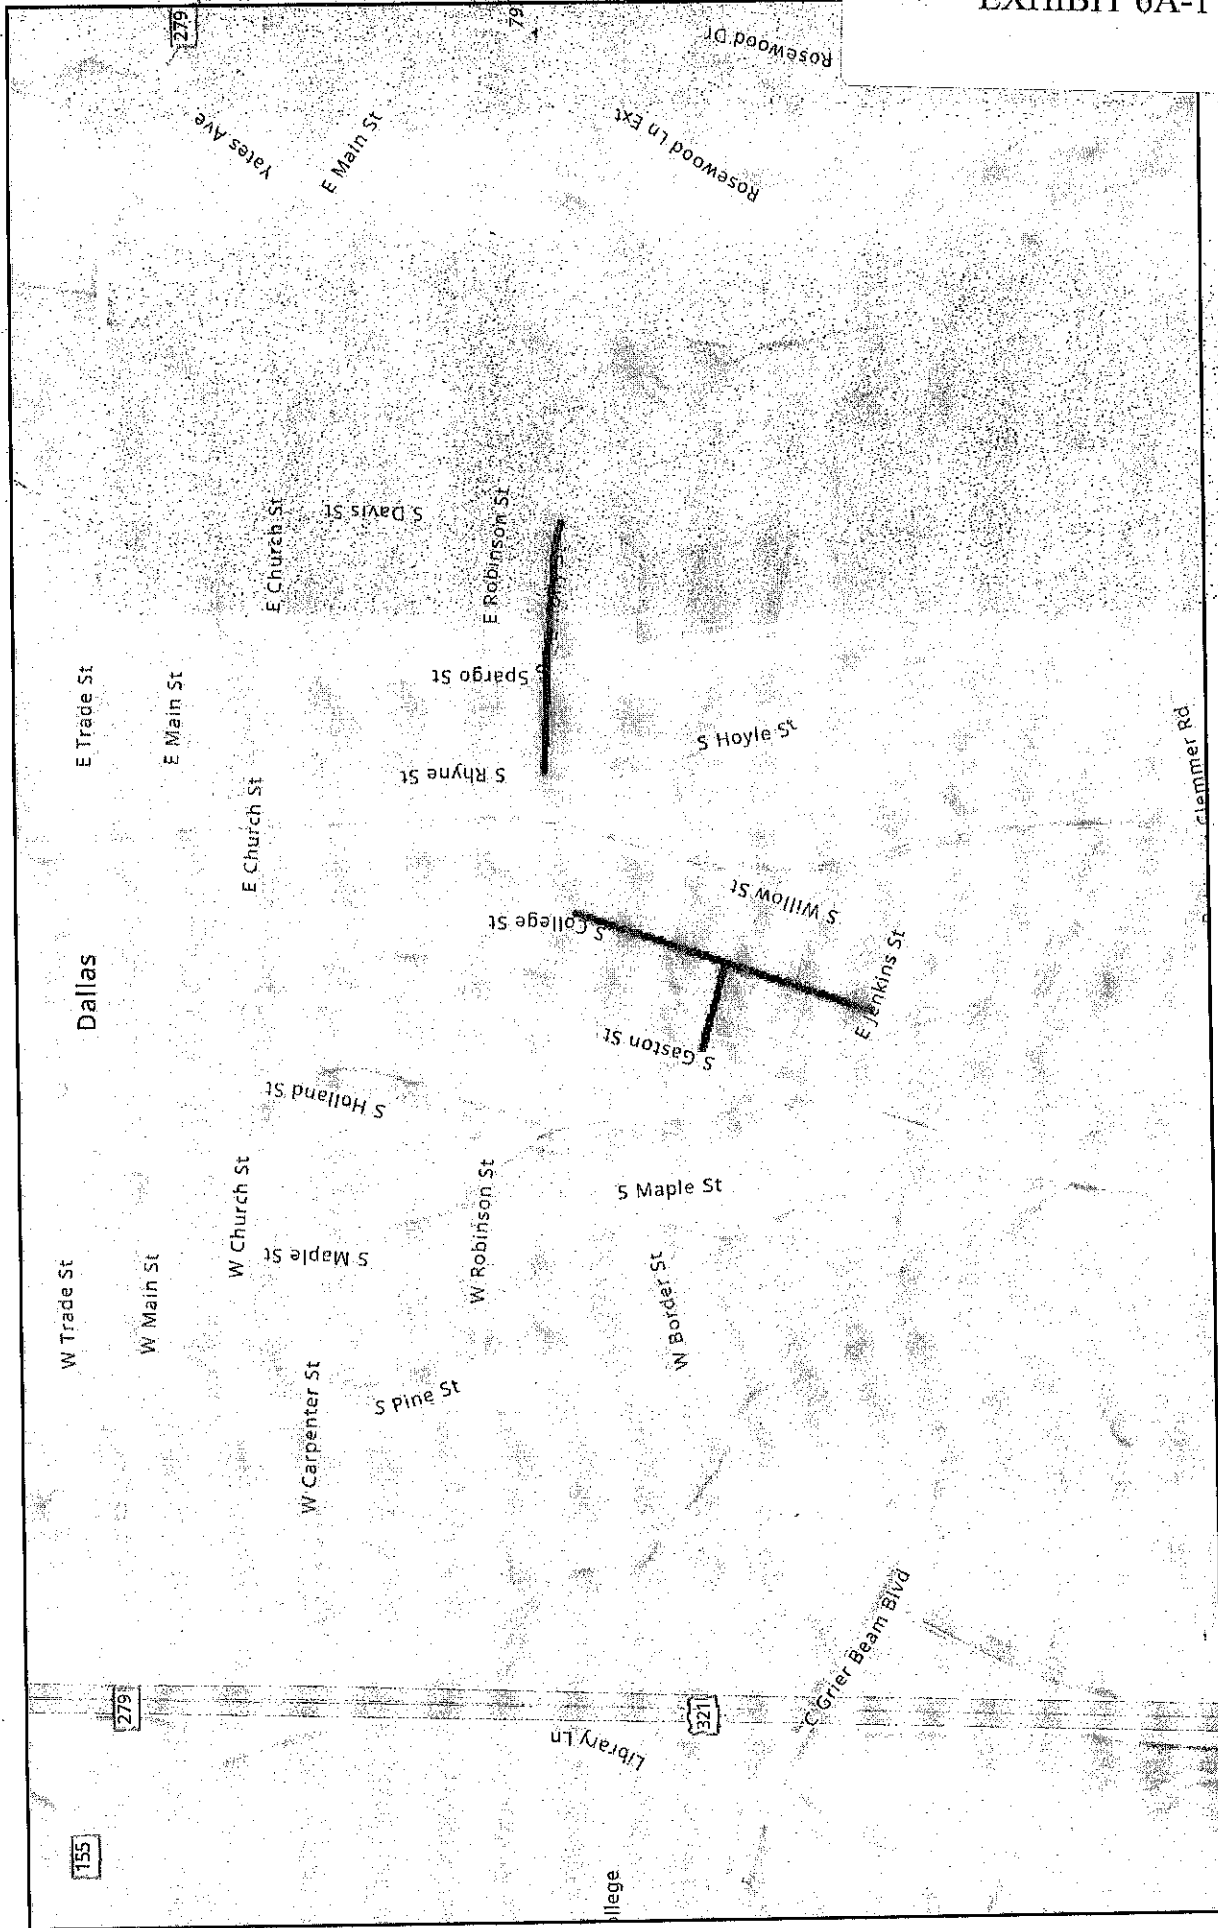 EXHIBIT 6A-1
279
79
Rosewood Dr
Yates Ave
E Main St
Rosewood Ln Ext
E Church St
S Davis St
E Robinson St
E Trade St
E Main St
S Spargo St
S Hoyle St
S Rhyne St
Clemmer Rd
E Church St
S Willow St
S College St
Dallas
E Jenkins St
S Gaston St
S Holland St
W Church St
W Robinson St
S Maple St
S Maple St
W Trade St
W Main St
W Border St
W Carpenter St
S Pine St
C Grier Beam Blvd
279
321
Library Ln
155
llege